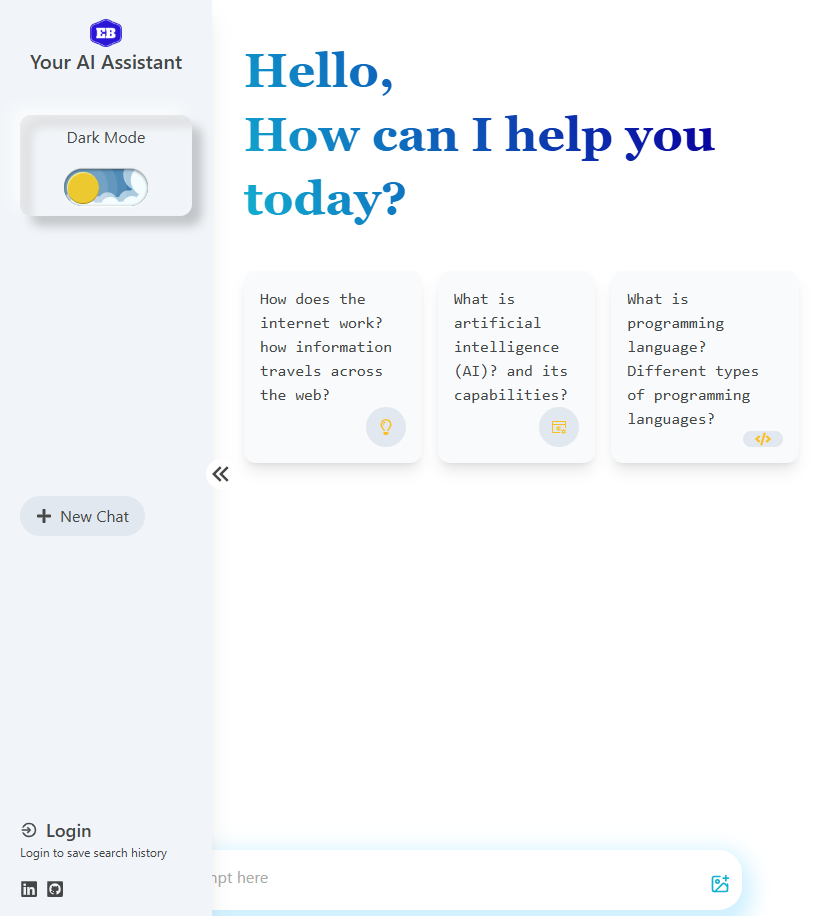 EB
Your AI Assistant
Dark Mode
New Chat
Login
Login to save search history
in
Hello,
How can I help you
today?
How does the
internet work?
how information
travels across
the web?
What is
artificial
intelligence
(AI)? and its
capabilities?
What is
programming
language?
Different types
of programming
languages?
</>
here